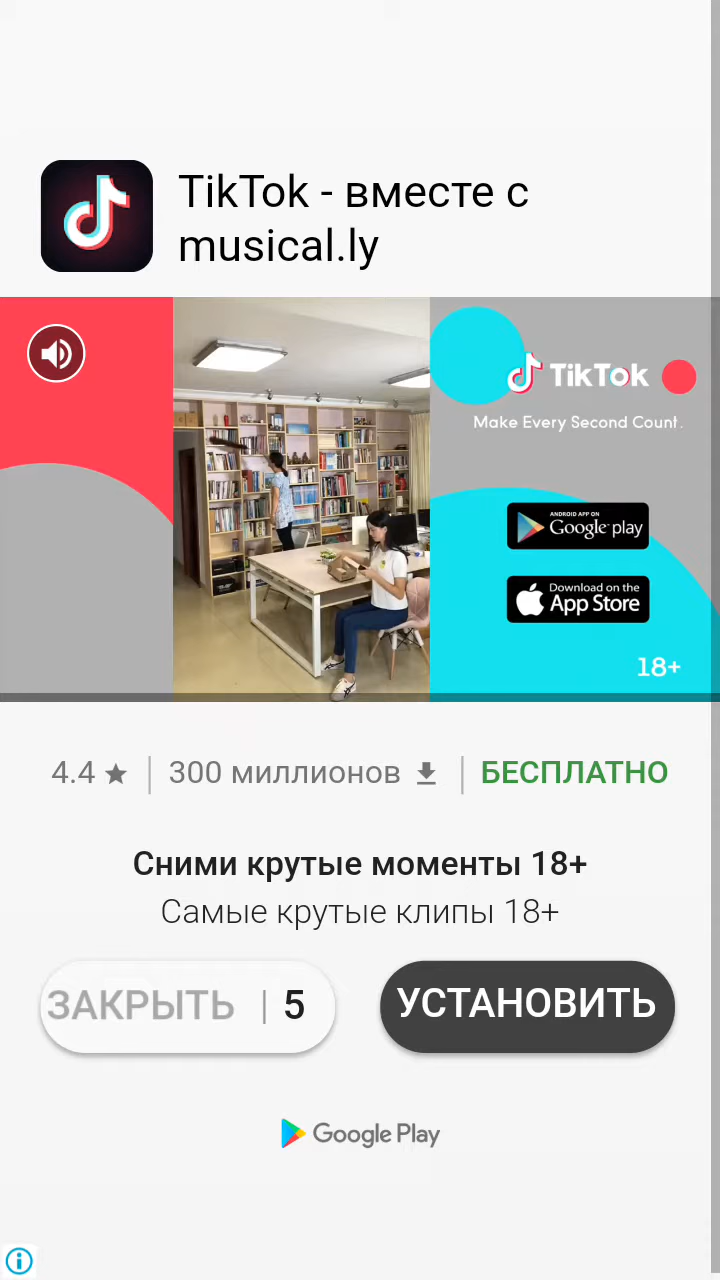 TikTok - вместе с
musical.ly
TikTok
Make Every Second Count.
ANDROID APP ON
Google play
Download on the
App Store
18+
4.4
300 миллионов
БЕСПЛАТНО
Сними крутые моменты 18+
Самые крутые клипы 18+
ЗАКРЫТЬ | 5
УСТАНОВИТЬ
Google Play